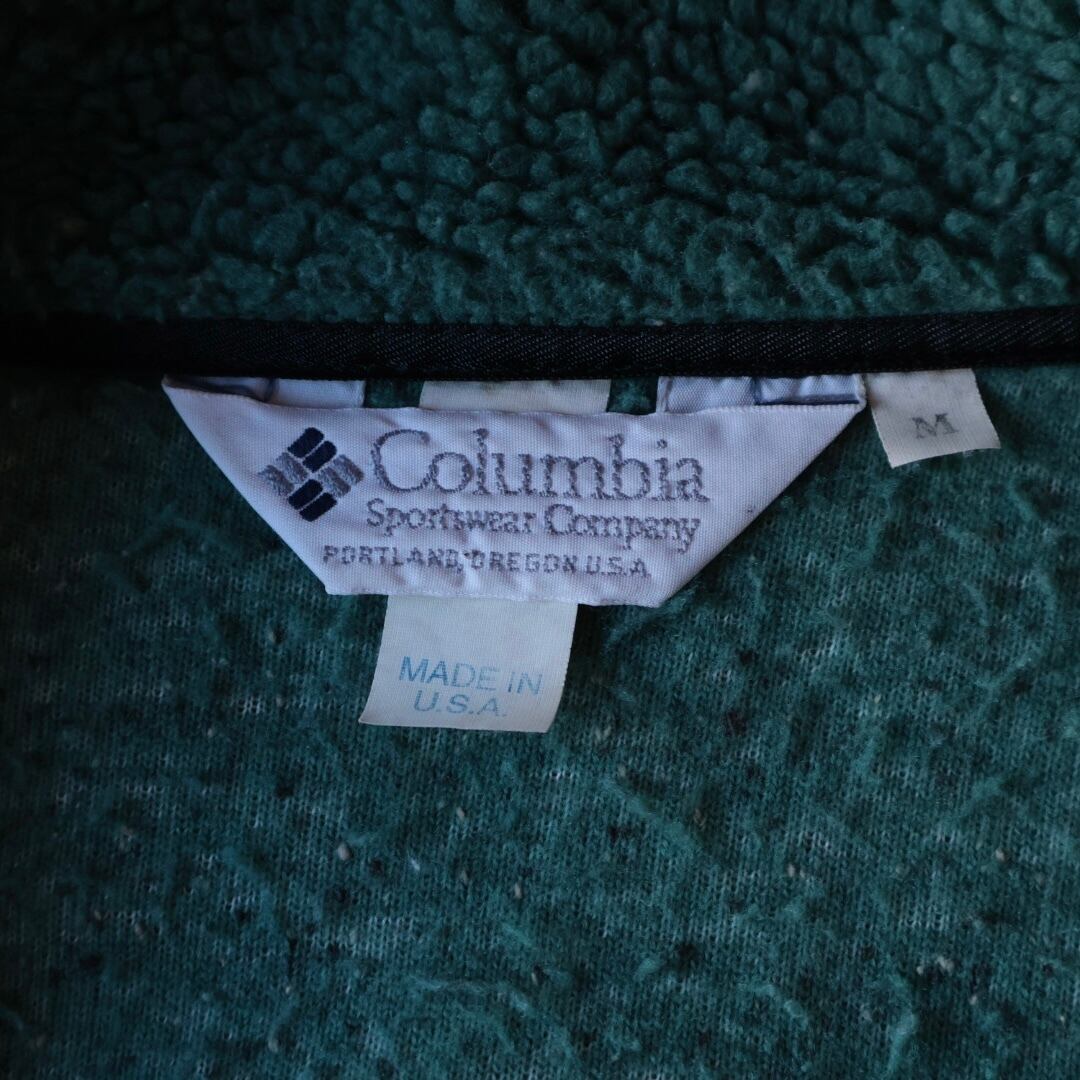 Columbia
Sportswear Company
PORTLAND, OREGON U.S.A.
M
MADE IN
U.S.A.